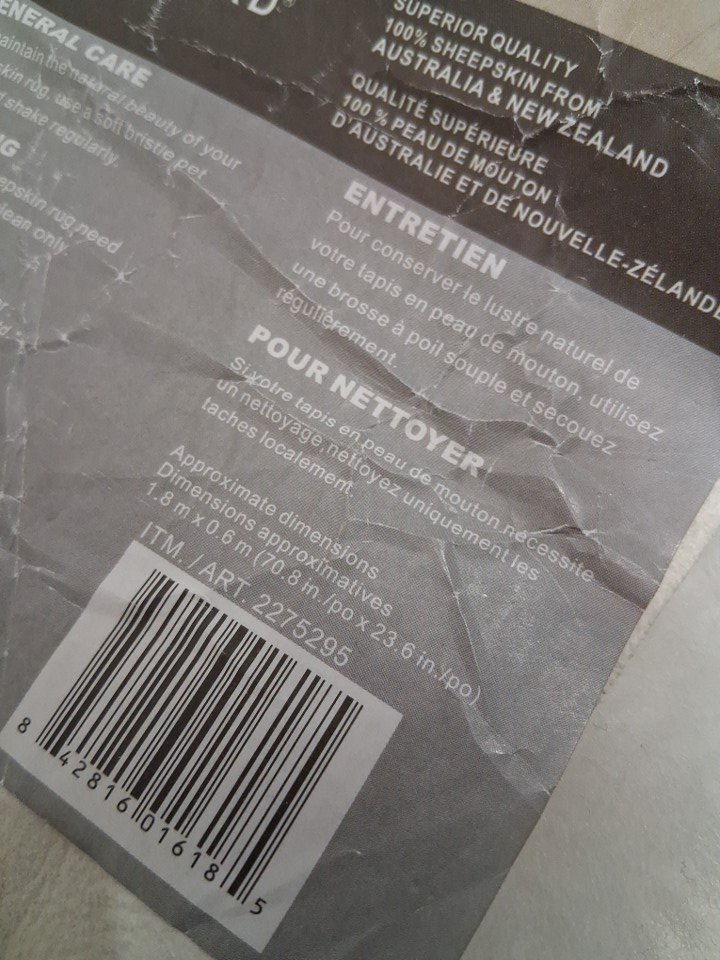 SUPERIOR QUALITY
100% SHEEPSKIN FROM
AUSTRALIA & NEW ZEALAND
QUALITÉ SUPÉRIEURE
100 % PEAU DE MOUTON
D'AUSTRALIE ET DE NOUVELLE-ZÉLANDE
GENERAL CARE
maintain the natural beauty of your
skin rug, use a soft bristle pet
shake regularly.
rug need
clean only
ENTRETIEN
Pour conserver le lustre naturel de
votre tapis en peau de mouton, utilisez
une brosse à poil souple et secouez
régulièrement.
POUR NETTOYER
Si votre tapis en peau de mouton nécessite
un nettoyage, nettoyez uniquement les
taches localement.
Approximate dimensions
Dimensions approximatives
1.8 m x 0.6 m (70.8 in./po x 23.6 in./po)
ITM. / ART. 2275295
8 42816 01618 5